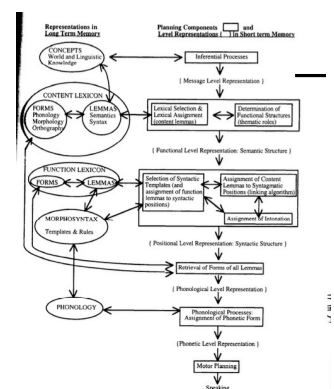 Representations in
Long Term Memory
Planning Components and
Level Representations ( ) in Short term Memory
CONCEPTS
World and Linguistic
Knowledge
Inferential Processes
{ Message Level Representation }
CONTENT LEXICON
FORMS
Phonology
Morphology
Orthography
LEMMAS
Semantics
Syntax
Lexical Selection &
Lexical Assignment
(content lemmas)
Determination of
Functional Structures
(thematic roles)
{ Functional Level Representation: Semantic Structure }
FUNCTION LEXICON
FORMS
LEMMAS
Selection of Syntactic
Templates (and
assignment of function
lemmas to syntactic
positions)
Assignment of Content
Lemmas to Syntagmatic
Positions (linking algorithm)
Assignment of Intonation
MORPHOSYNTAX
Templates & Rules
{ Positional Level Representation: Syntactic Structure }
Retrieval of Forms of all Lemmas
{Phonological Level Representation }
PHONOLOGY
Phonological Processes:
Assignment of Phonetic Form
{Phonetic Level Representation }
Motor Planning
Speaking